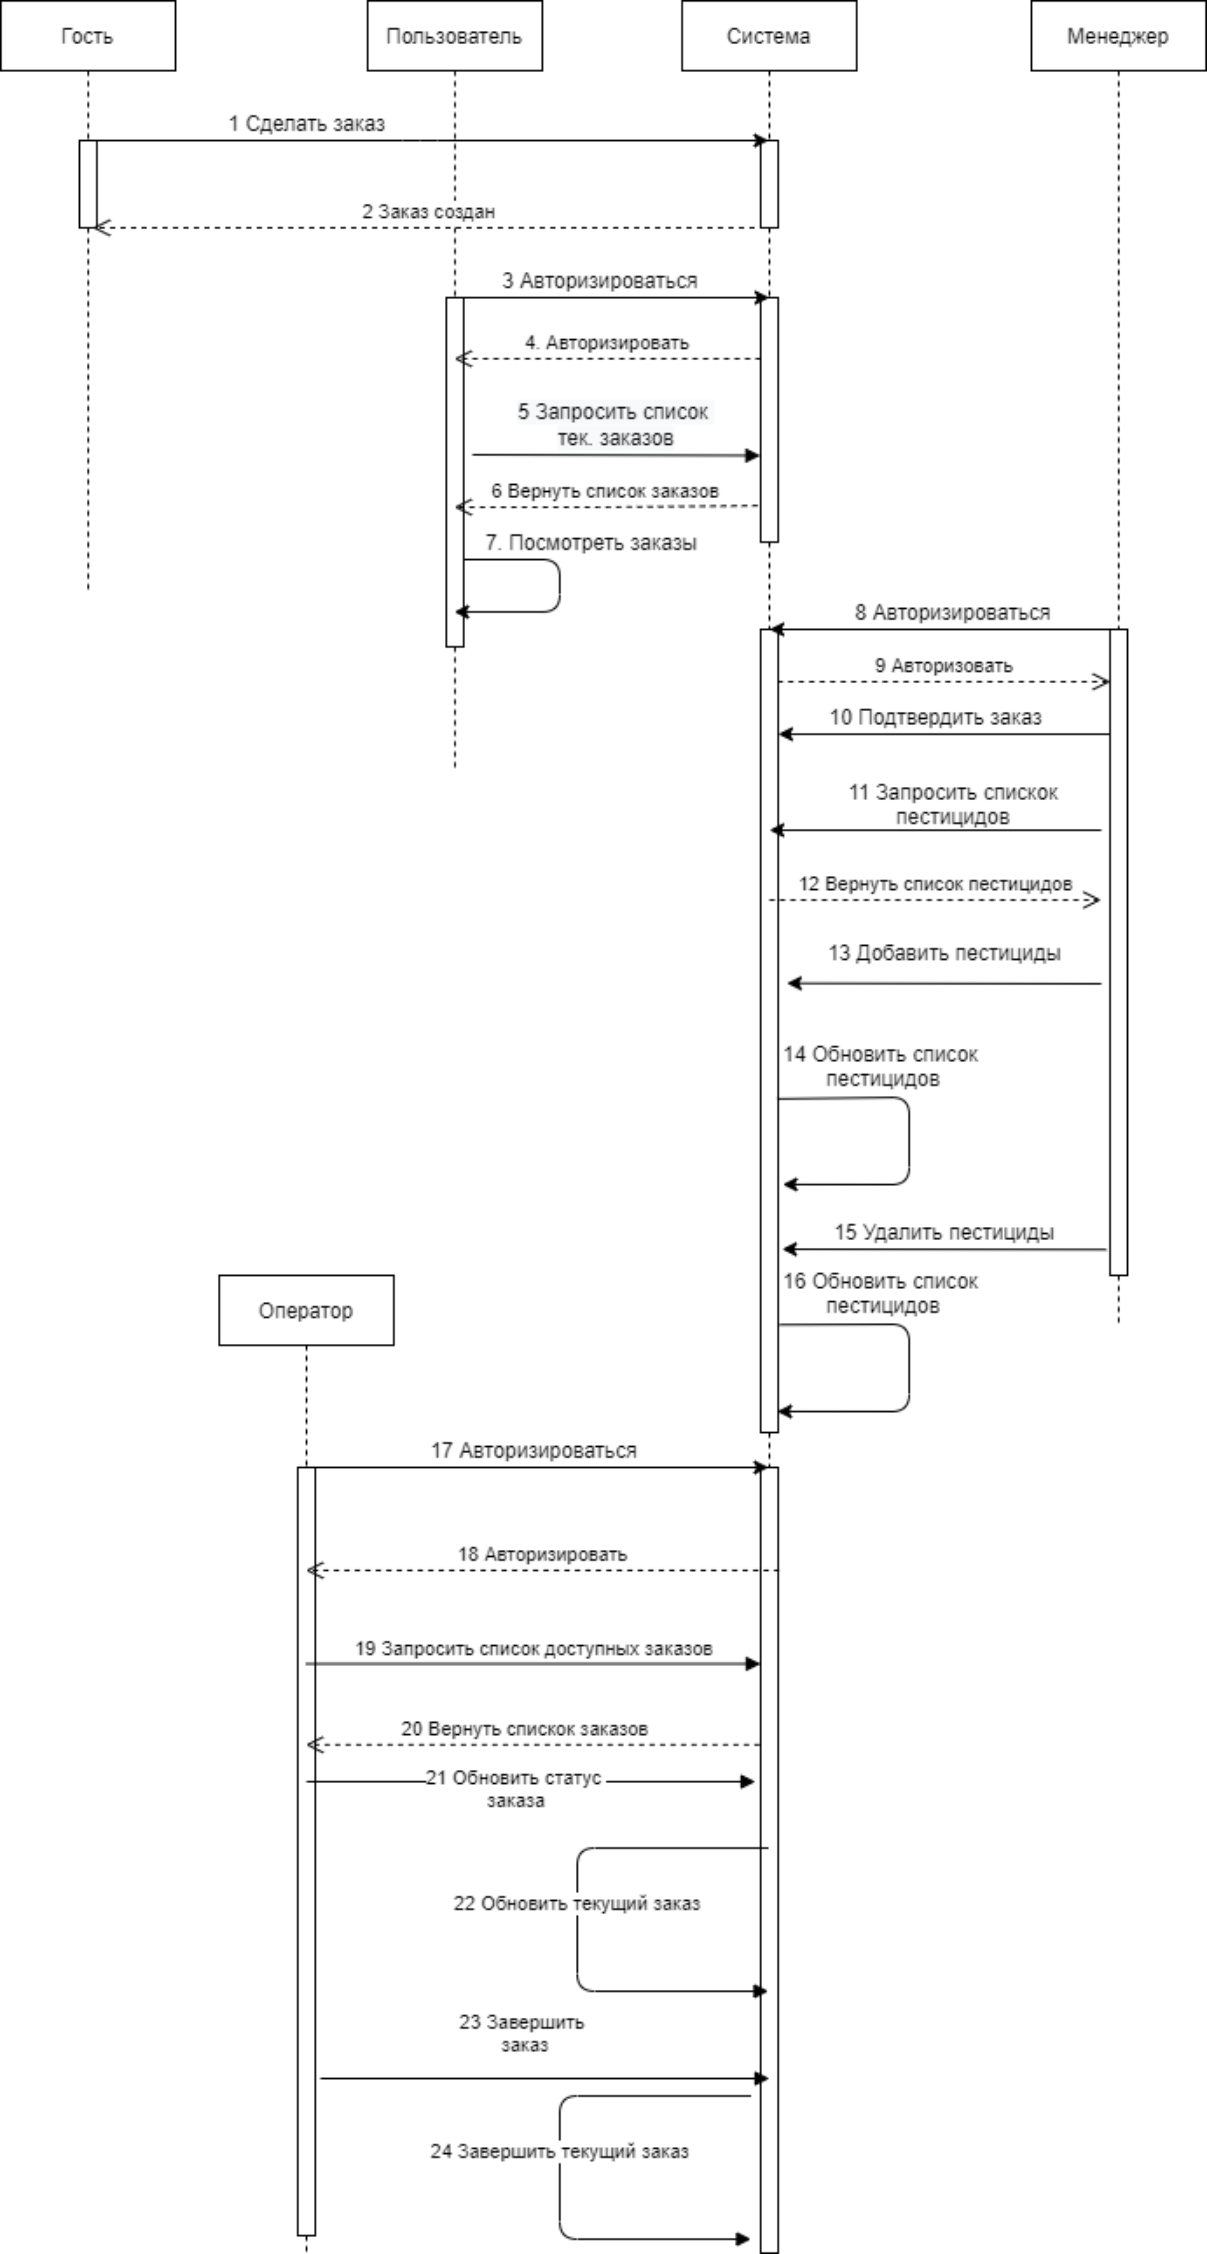 Гость
Пользователь
Система
Менеджер
1 Сделать заказ
2 Заказ создан
3 Авторизироваться
4. Авторизировать
5 Запросить список
тек. заказов
6 Вернуть список заказов
7. Посмотреть заказы
8 Авторизироваться
9 Авторизовать
10 Подтвердить заказ
11 Запросить спискок
пестицидов
12 Вернуть список пестицидов
13 Добавить пестициды
14 Обновить список
пестицидов
15 Удалить пестициды
16 Обновить список
пестицидов
Оператор
17 Авторизироваться
18 Авторизировать
19 Запросить список доступных заказов
20 Вернуть спискок заказов
21 Обновить статус
заказа
22 Обновить текущий заказ
23 Завершить
заказ
24 Завершить текущий заказ